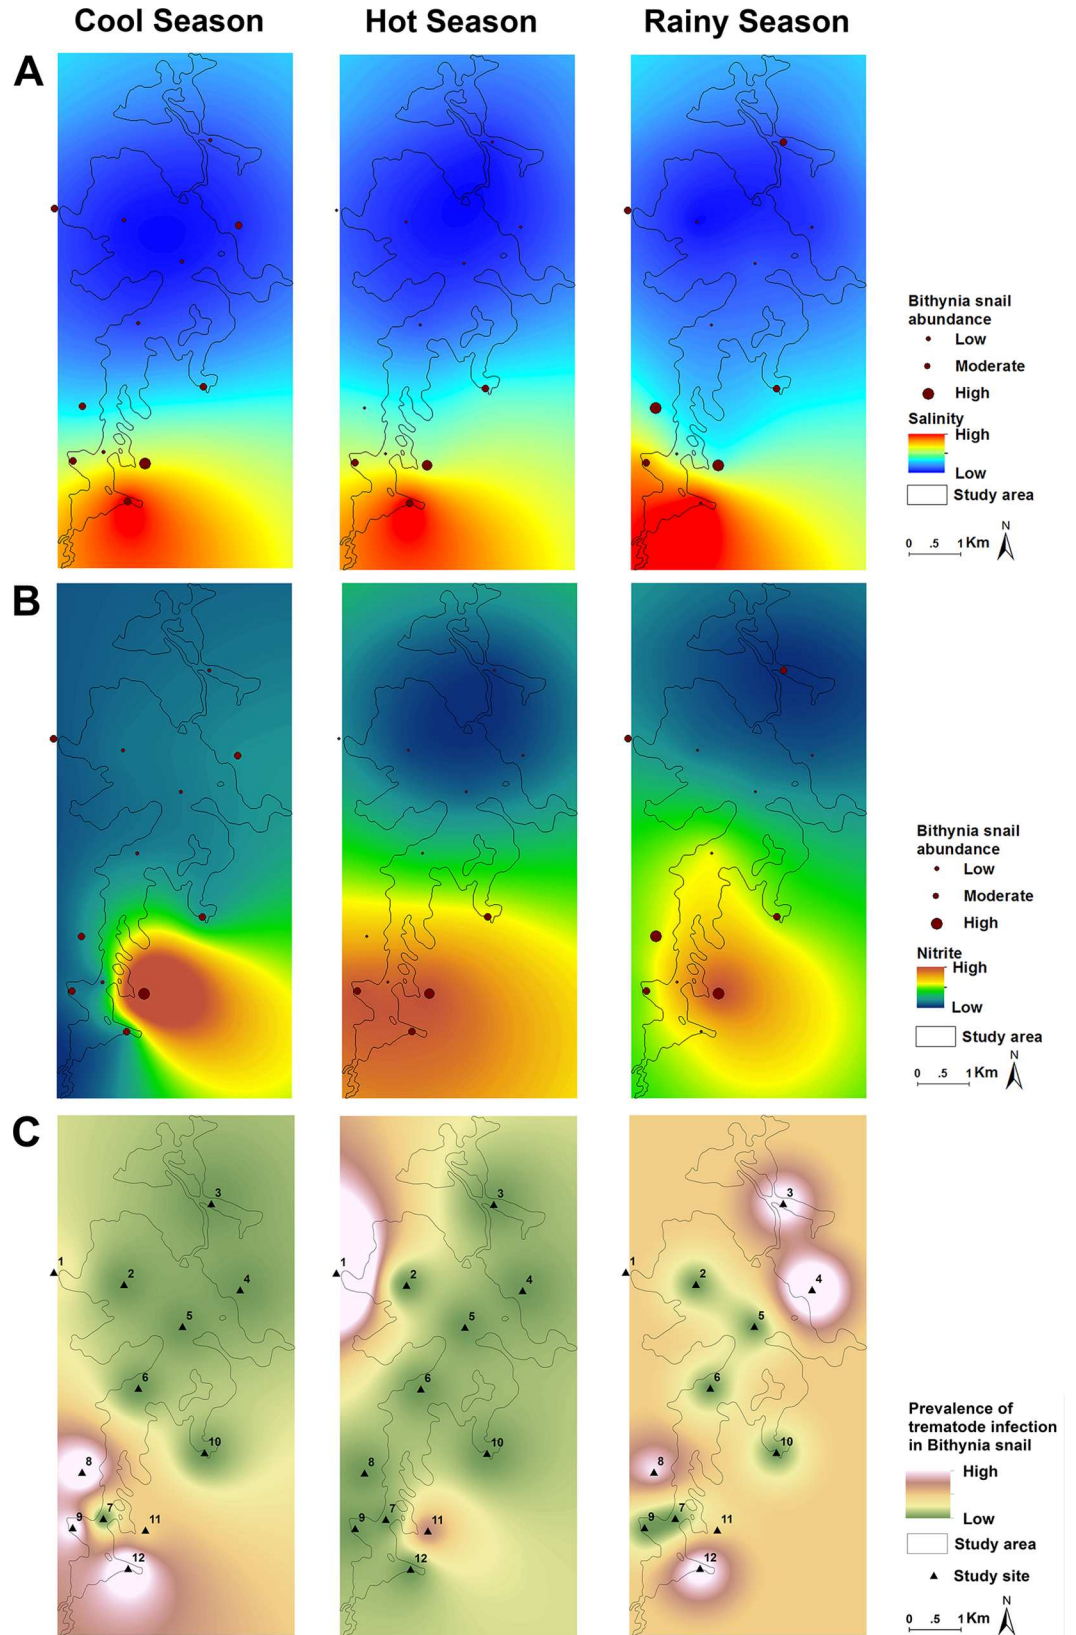 Cool Season
Hot Season
Rainy Season
A
Bithynia snail
abundance
Low
Moderate
High
Salinity
High
Low
Study area
0 .5 1 Km
N
B
Bithynia snail
abundance
Low
Moderate
High
Nitrite
High
Low
Study area
0 .5 1 Km
N
C
1
2
3
4
5
6
7
8
9
10
11
12
1
2
3
4
5
6
7
8
9
10
11
12
1
2
3
4
5
6
7
8
9
10
11
12
Prevalence of
trematode infection
in Bithynia snail
High
Low
Study area
Study site
0 .5 1 Km
N